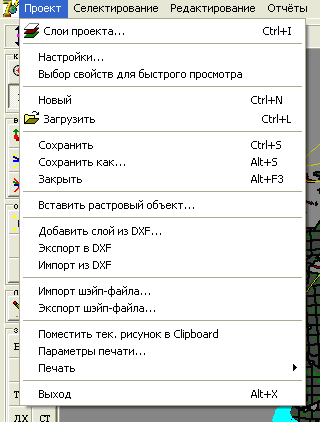 Проект Селектирование Редактирование Отчёты
Слои проекта... Ctrl+I
Настройки...
Выбор свойств для быстрого просмотра
Новый Ctrl+N
Загрузить Ctrl+L
Сохранить Ctrl+S
Сохранить как... Alt+S
Закрыть Alt+F3
Вставить растровый объект...
Добавить слой из DXF...
Экспорт в DXF
Импорт из DXF
Импорт шэйп-файла...
Экспорт шэйп-файла...
Поместить тек. рисунок в Clipboard
Параметры печати...
Печать
Выход Alt+X
ЛХ СТ